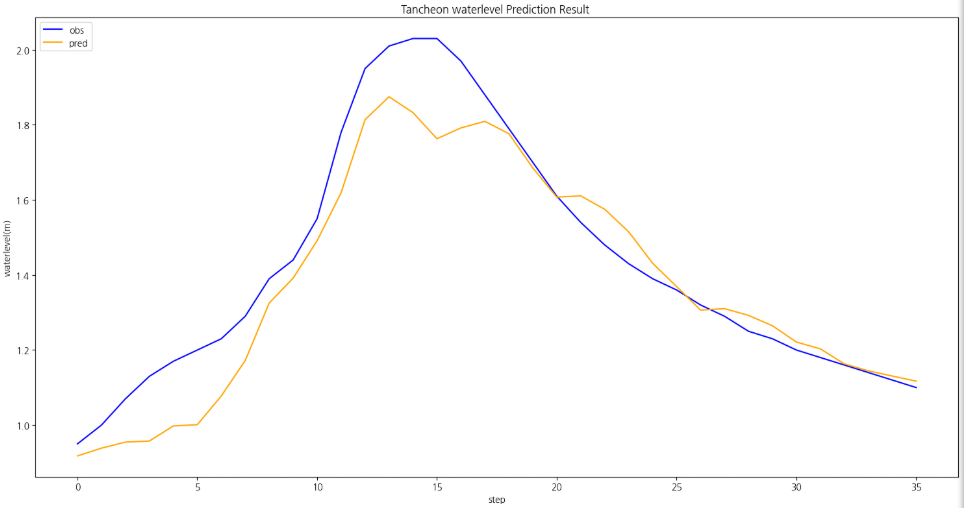 Tancheon waterlevel Prediction Result
obs
pred
waterlevel(m)
2.0
1.8
1.6
1.4
1.2
1.0
0 5 10 15 20 25 30 35
step